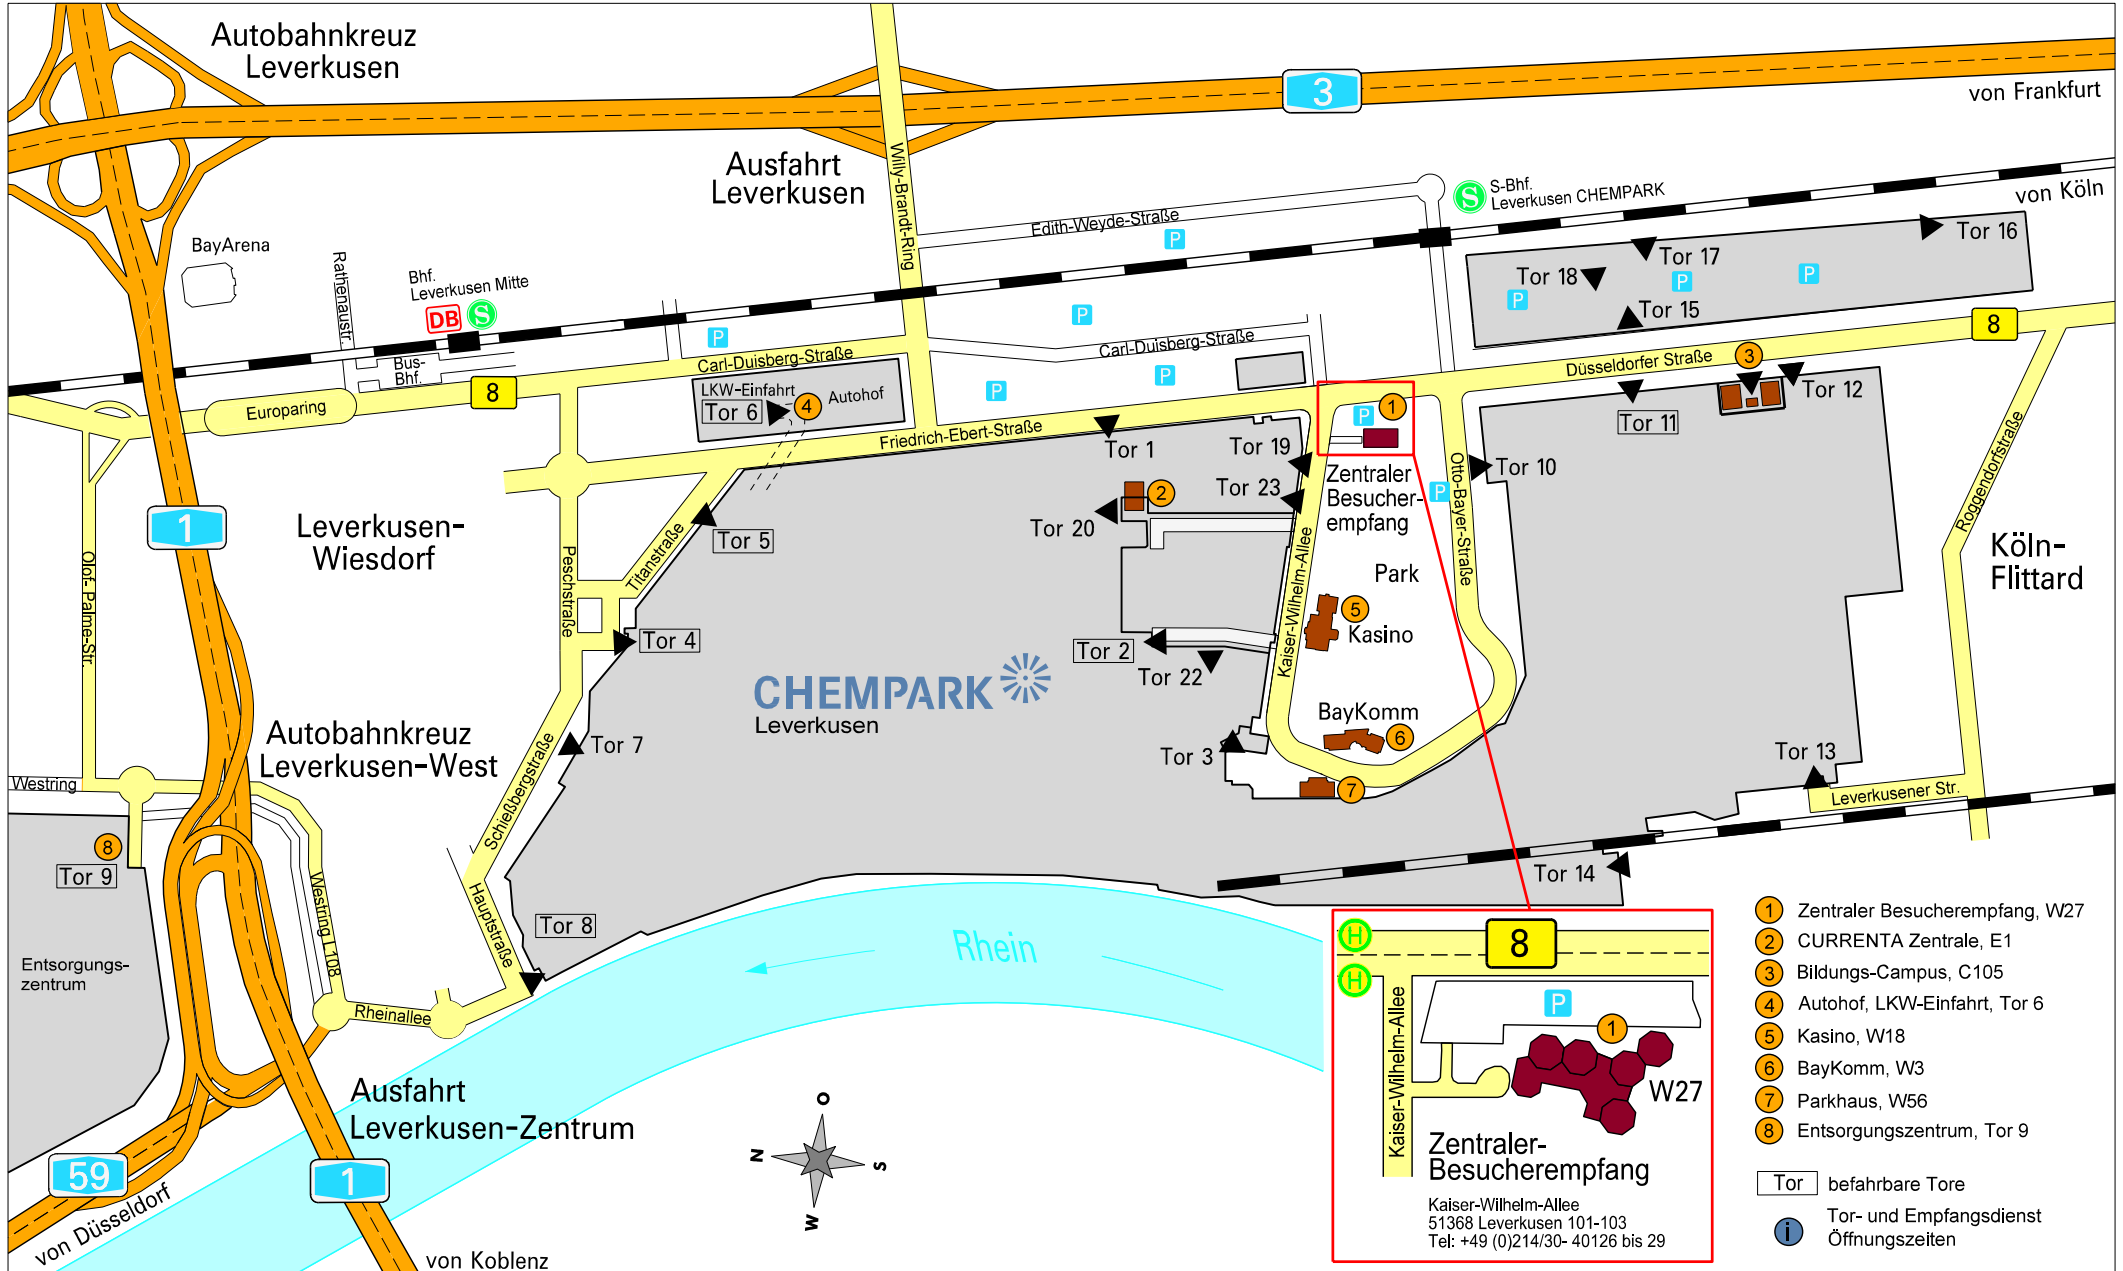 Autobahnkreuz
Leverkusen
3
von Frankfurt
Ausfahrt
Leverkusen
Willy-Brandt-Ring
S
S-Bhf.
Leverkusen CHEMPARK
von Köln
Edith-Weyde-Straße
P
BayArena
Rathenaustr.
Bhf.
Leverkusen Mitte
DB
S
Bus-
Bhf.
Tor 16
Tor 17
Tor 18
P
P
P
Tor 15
8
P
P
Carl-Duisberg-Straße
Carl-Duisberg-Straße
Düsseldorfer Straße
3
Tor 12
Tor 11
8
Europaring
LKW-Einfahrt
Tor 6
4
Autohof
P
P
Friedrich-Ebert-Straße
Tor 1
P
1
Tor 19
Tor 23
Zentraler
Besucher-
empfang
P
Tor 10
Otto-Bayer-Straße
Roggendorfstraße
Köln-
Flittard
2
Tor 20
1
Leverkusen-
Wiesdorf
Olof-Palme-Str.
Peschstraße
Titanstraße
Tor 5
Tor 4
Kaiser-Wilhelm-Allee
Park
5
Kasino
Tor 2
Tor 22
CHEMPARK
Leverkusen
BayKomm
6
Tor 3
7
Tor 7
Autobahnkreuz
Leverkusen-West
Schießbergstraße
Westring
Tor 13
Leverkusener Str.
Tor 14
8
Tor 9
Westring L108
Hauptstraße
Tor 8
Entsorgungs-
zentrum
Rheinallee
Rhein
Ausfahrt
Leverkusen-Zentrum
59
1
von Düsseldorf
von Koblenz
O
N
S
W
H
H
8
Kaiser-Wilhelm-Allee
P
1
W27
Zentraler-
Besucherempfang
Kaiser-Wilhelm-Allee
51368 Leverkusen 101-103
Tel: +49 (0)214/30- 40126 bis 29
1 Zentraler Besucherempfang, W27
2 CURRENTA Zentrale, E1
3 Bildungs-Campus, C105
4 Autohof, LKW-Einfahrt, Tor 6
5 Kasino, W18
6 BayKomm, W3
7 Parkhaus, W56
8 Entsorgungszentrum, Tor 9
Tor befahrbare Tore
i Tor- und Empfangsdienst
Öffnungszeiten